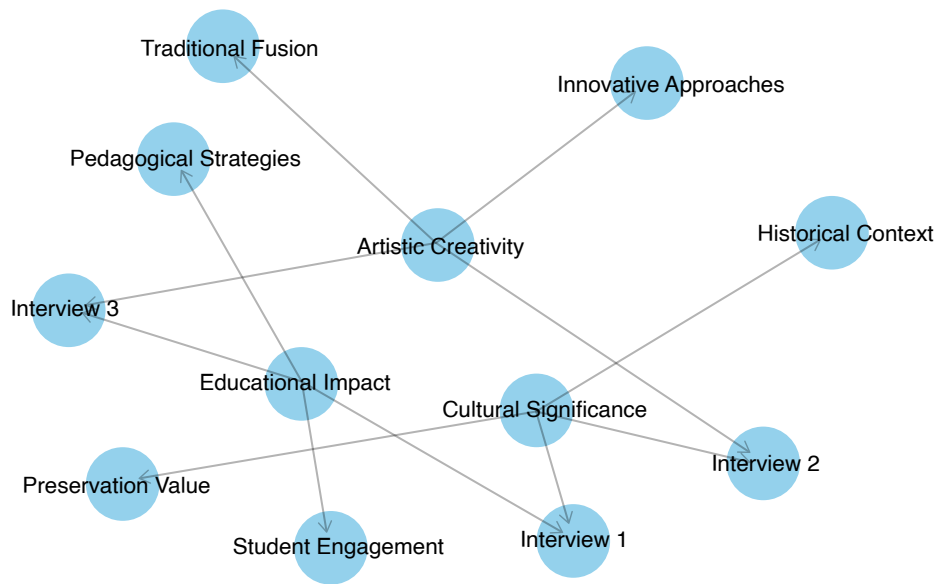 Traditional Fusion
Innovative Approaches
Pedagogical Strategies
Historical Context
Artistic Creativity
Interview 3
Educational Impact
Cultural Significance
Interview 2
Preservation Value
Interview 1
Student Engagement